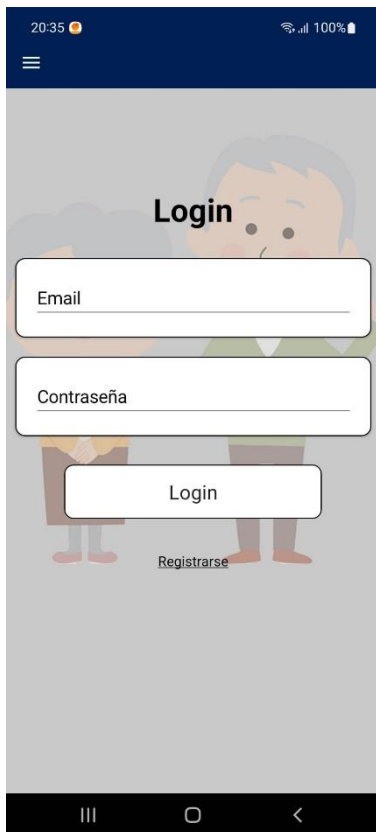 20:35
100%
Login
Email
Contraseña
Login
Registrarse